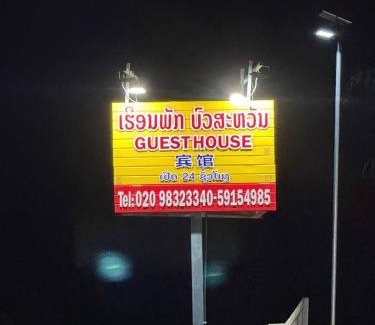 ເຮືອນພັກ ບົວສະຫວັນ
GUESTHOUSE
宾馆
ເປີດ 24 ຊົ່ວໂມງ
Tel: 020 98323340-59154985